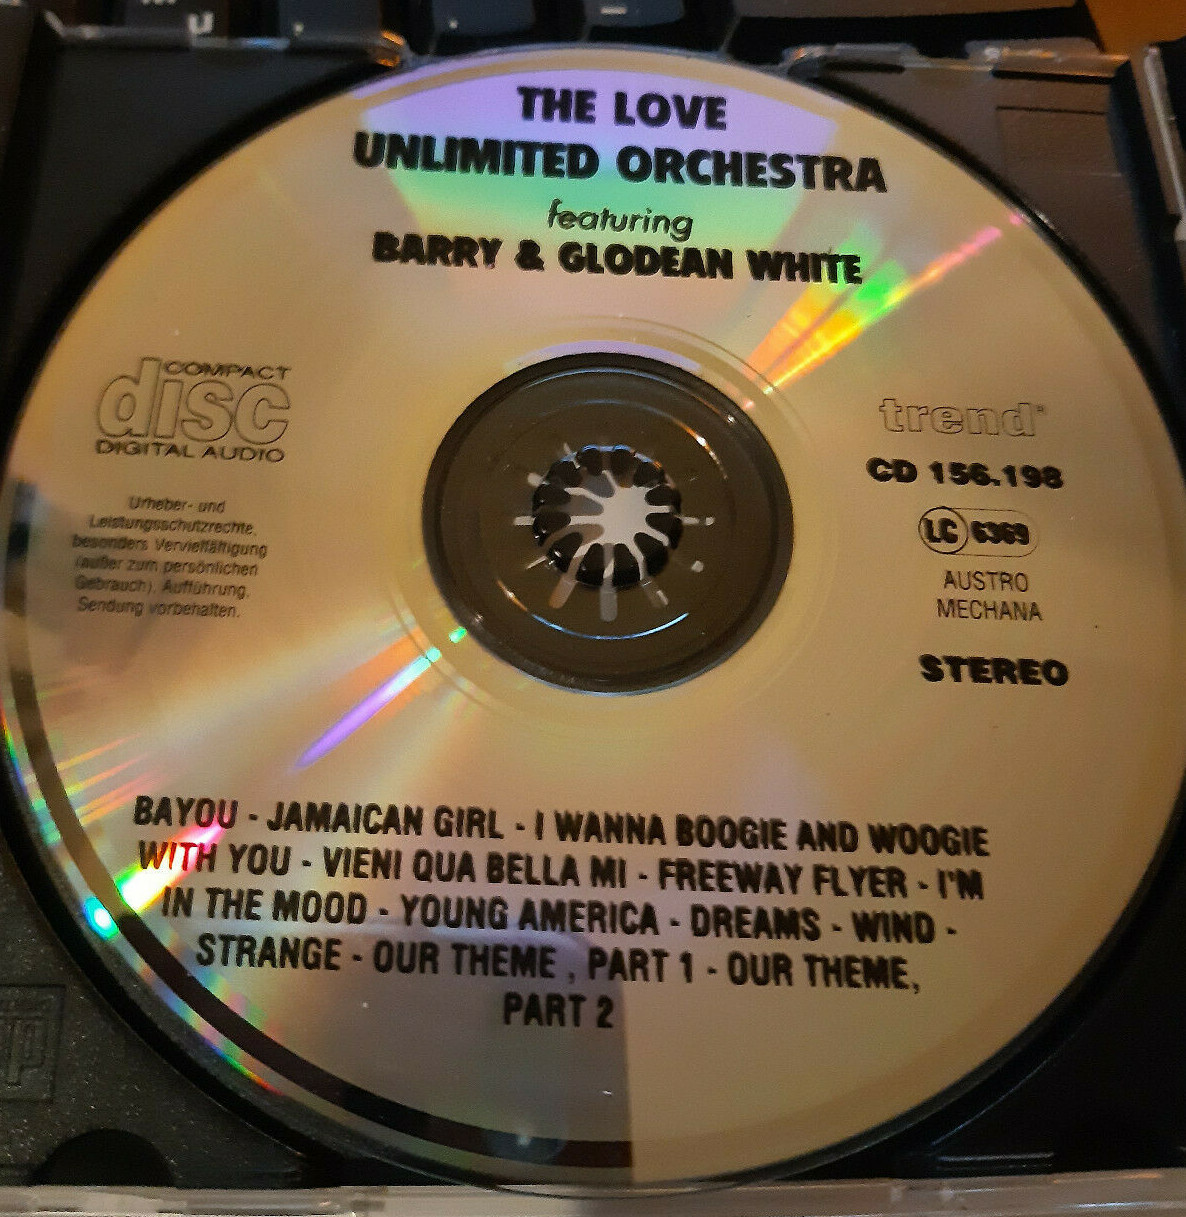 THE LOVE
UNLIMITED ORCHESTRA
featuring
BARRY & GLODEAN WHITE
COMPACT
disc
DIGITAL AUDIO
Urheber- und
Leistungsschutzrechte,
besonders Vervielfältigung
(außer zum persönlichen
Gebrauch), Aufführung,
Sendung vorbehalten.
trend
CD 156.198
LC 6369
AUSTRO
MECHANA
STEREO
BAYOU - JAMAICAN GIRL - I WANNA BOOGIE AND WOOGIE
WITH YOU - VIENI QUA BELLA MI - FREEWAY FLYER - I'M
IN THE MOOD - YOUNG AMERICA - DREAMS - WIND -
STRANGE - OUR THEME , PART 1 - OUR THEME,
PART 2